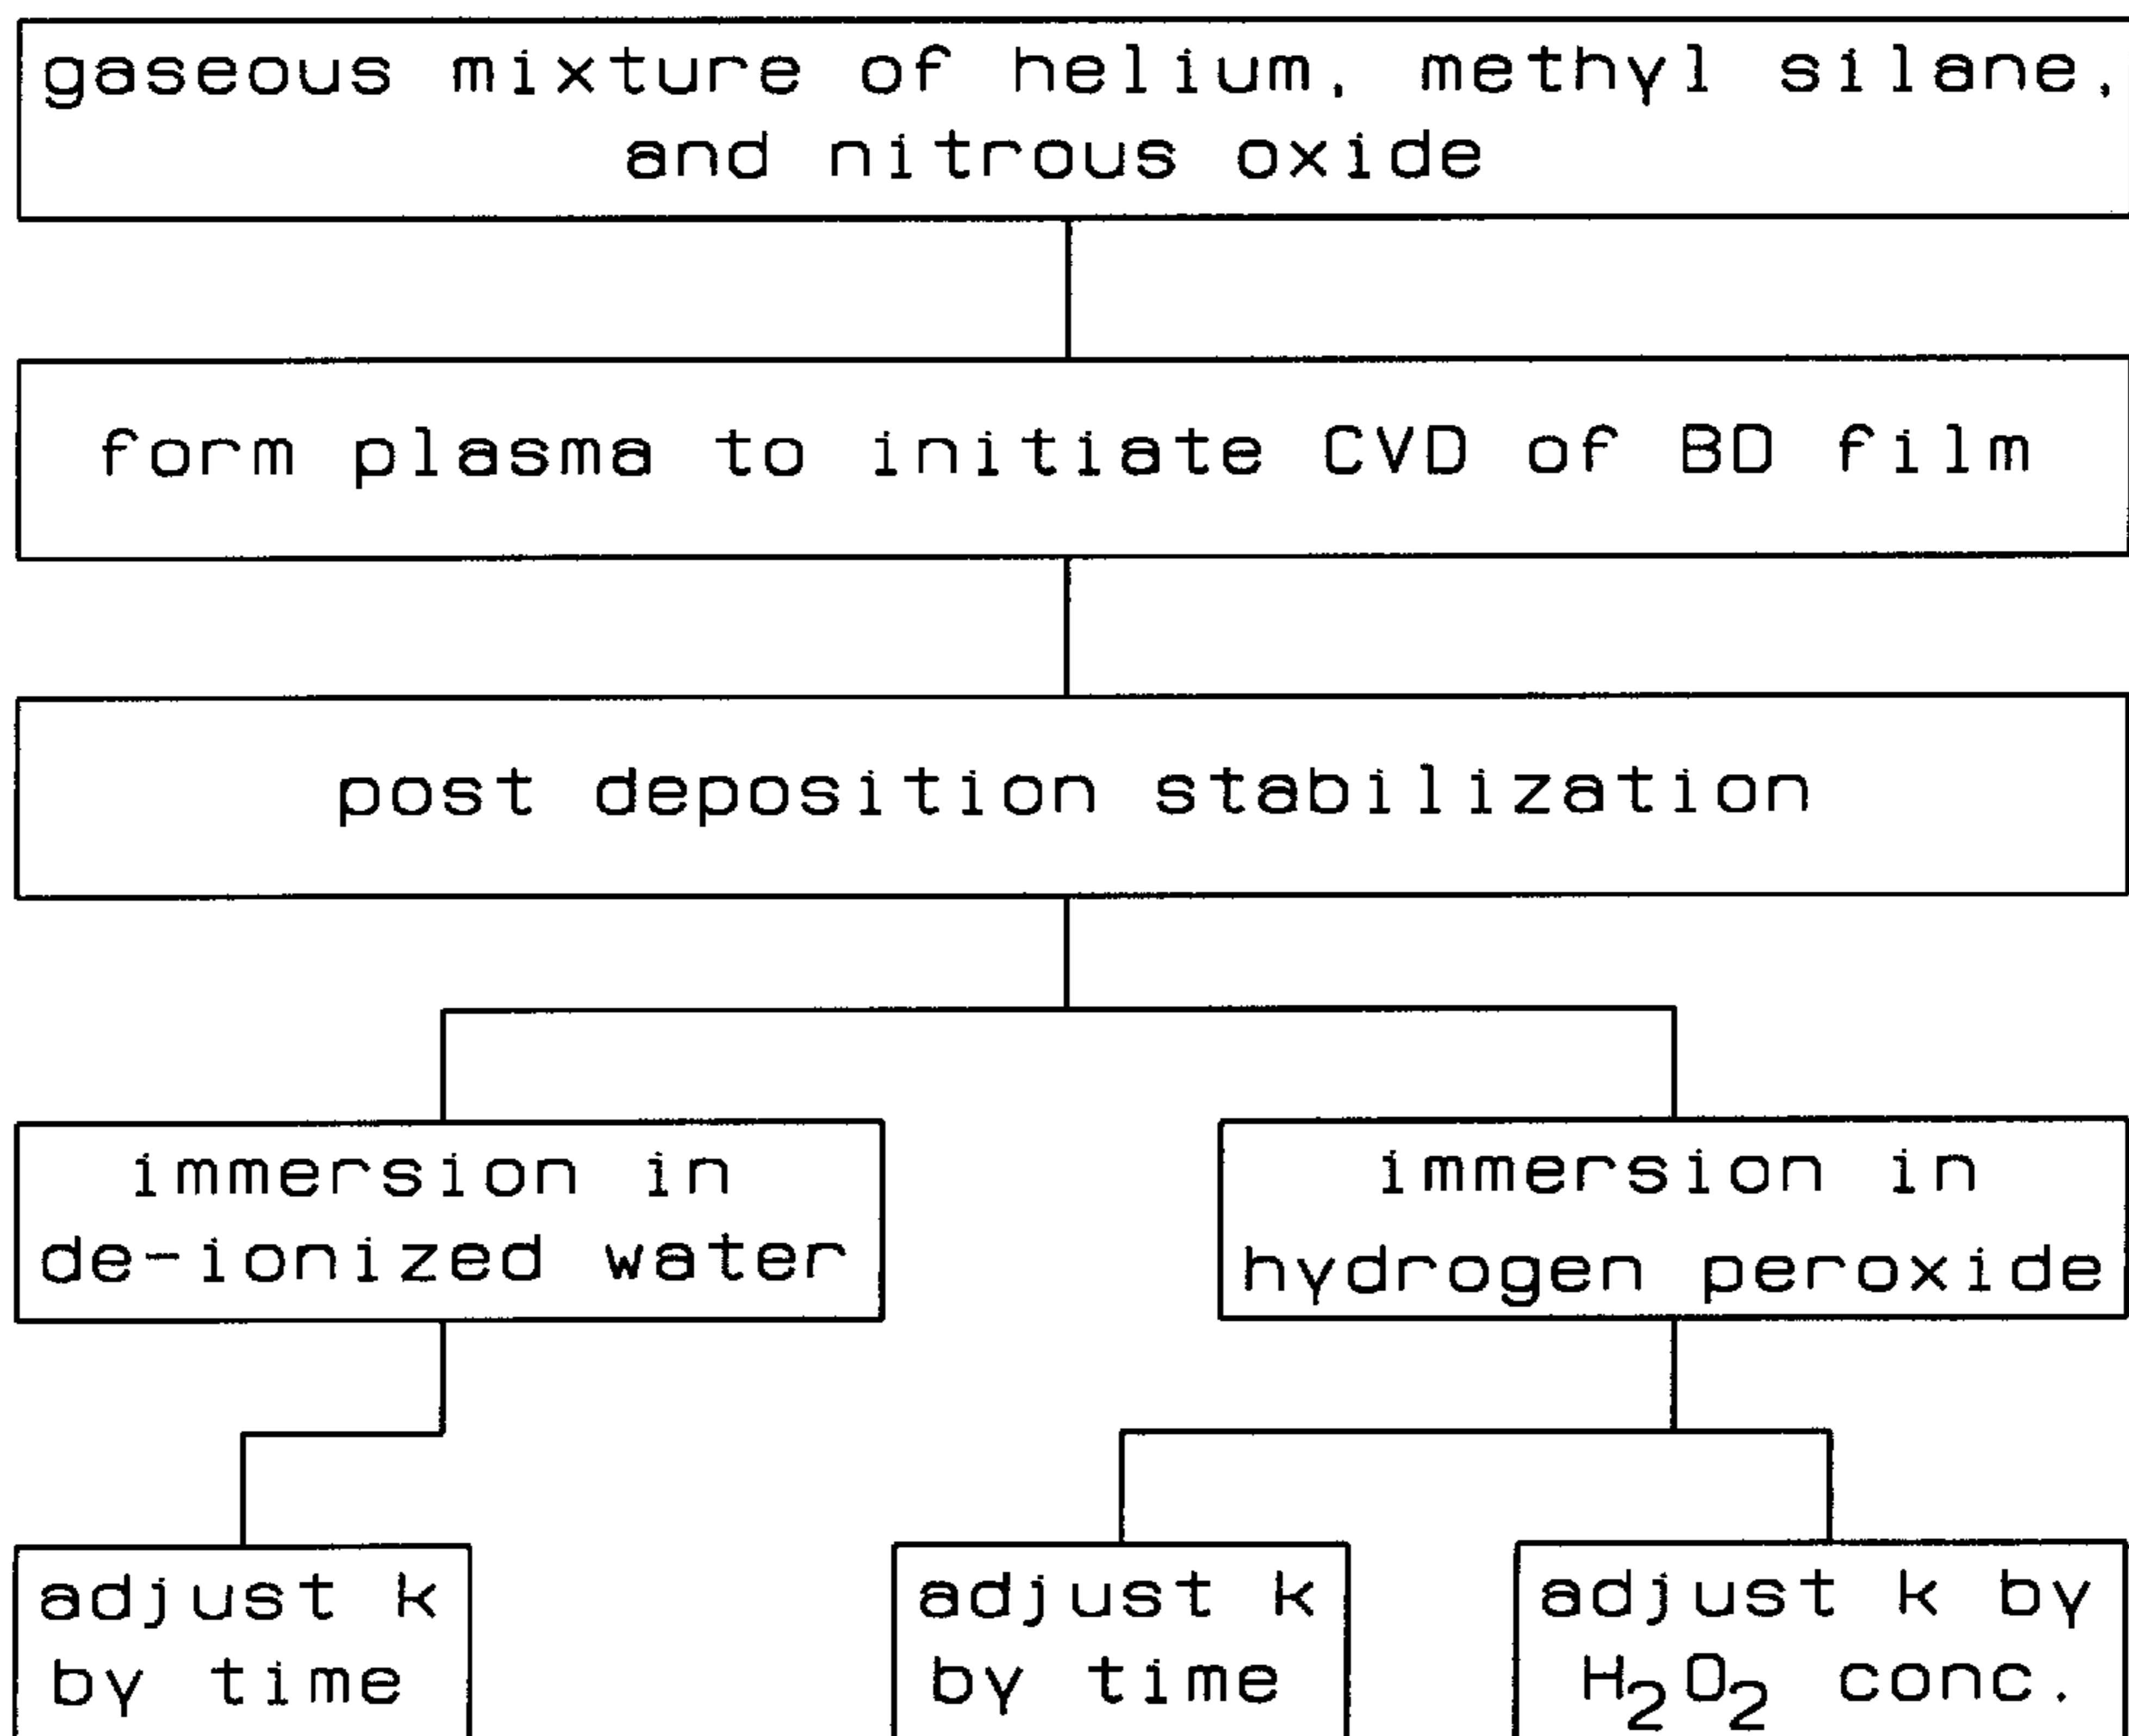 gaseous mixture of helium, methyl silane,
and nitrous oxide
form plasma to initiate CVD of BD film
post deposition stabilization
immersion in
de-ionized water
immersion in
hydrogen peroxide
adjust k
by time
adjust k
by time
adjust k by
H₂O₂ conc.